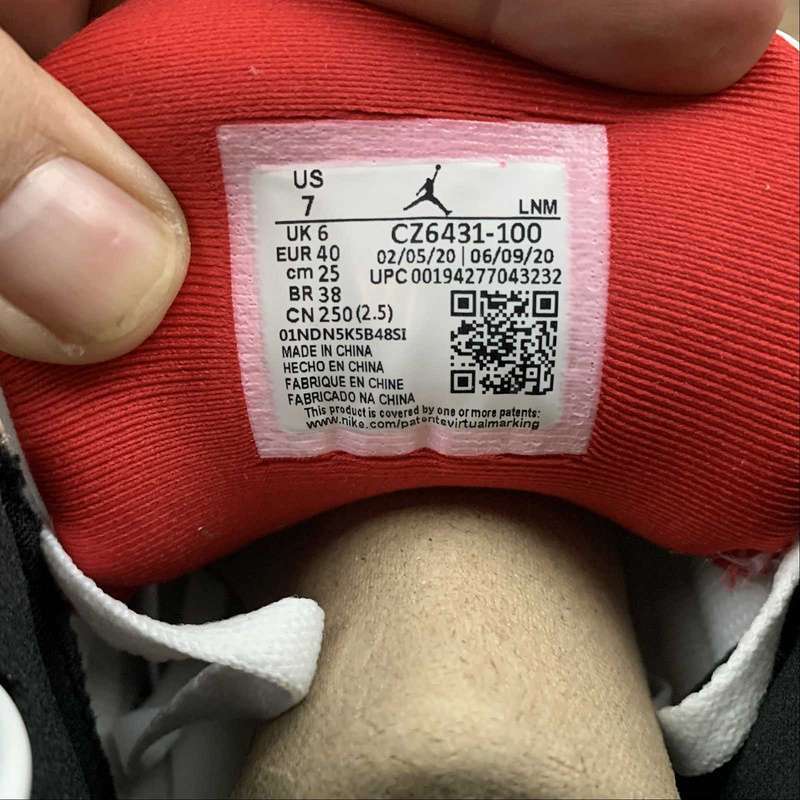 US
7
LNM
UK 6
CZ6431-100
EUR 40
02/05/20 | 06/09/20
cm 25
UPC 00194277043232
BR 38
CN 250 (2.5)
01NDN5K5B48SI
MADE IN CHINA
HECHO EN CHINA
FABRIQUE EN CHINE
FABRICADO NA CHINA
This product is covered by one or more patents:
www.nike.com/patentsvirtualmarking